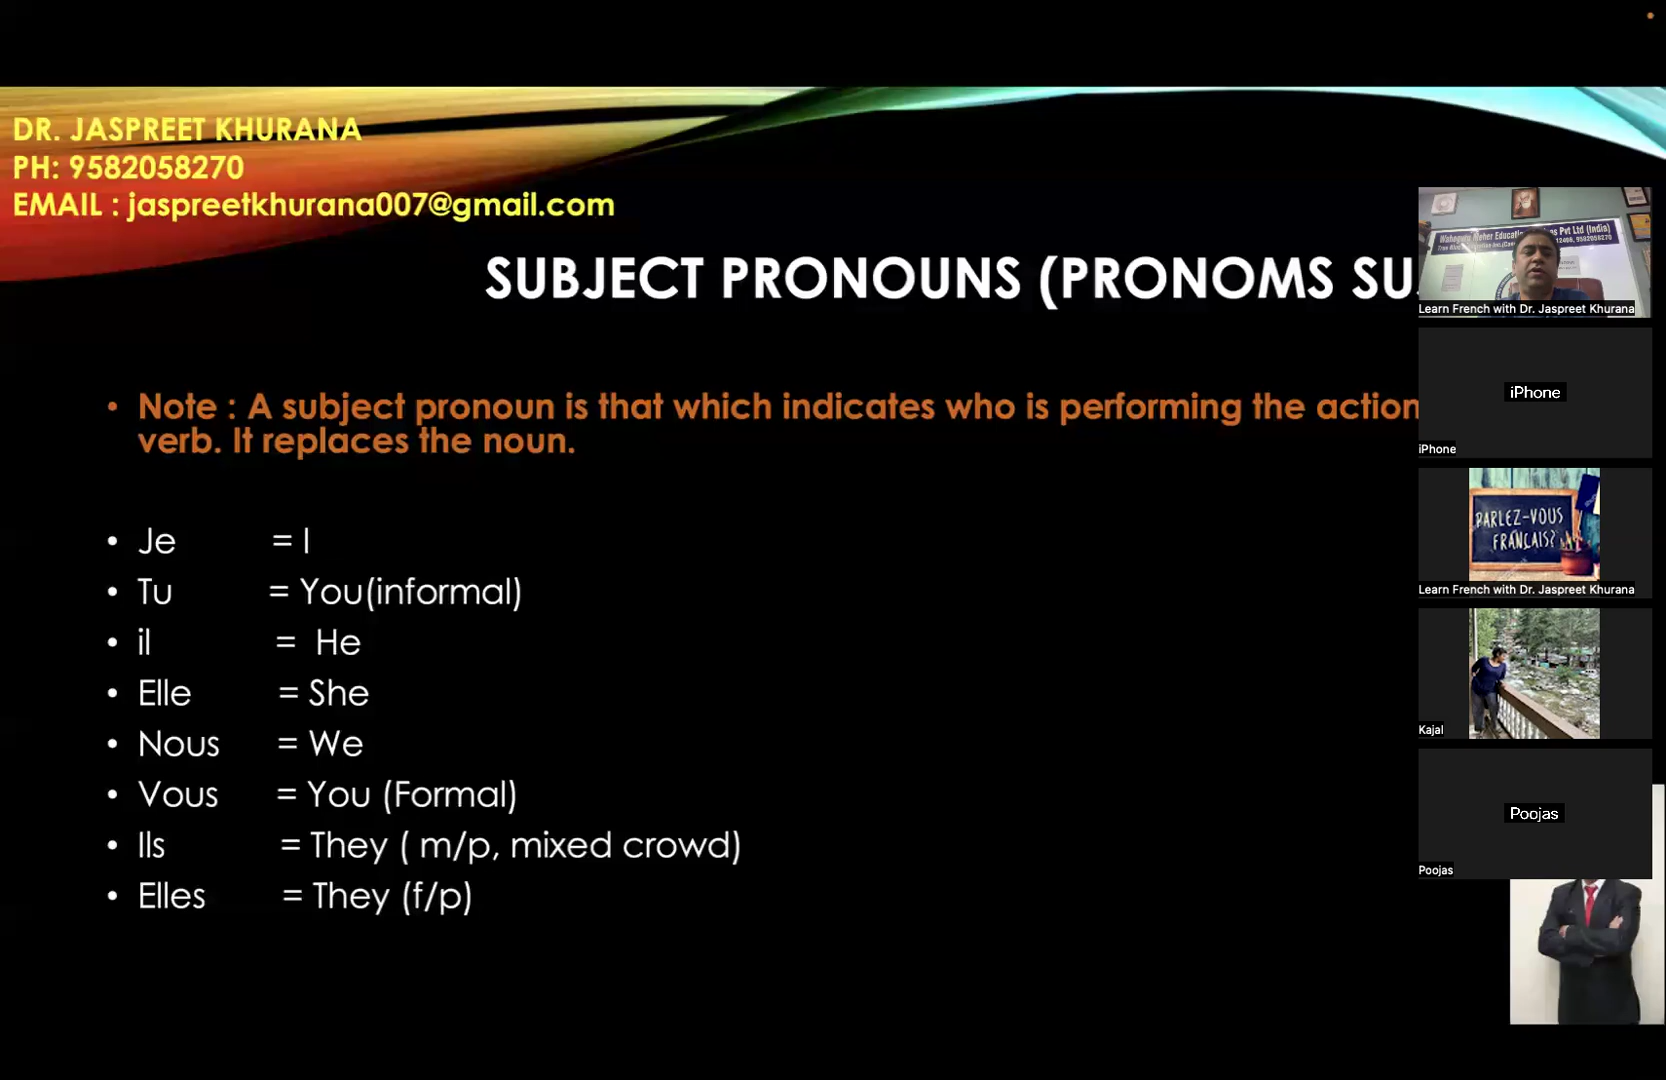 DR. JASPREET KHURANA
PH: 9582058270
EMAIL : jaspreetkhurana007@gmail.com
SUBJECT PRONOUNS (PRONOMS SU
• Note : A subject pronoun is that which indicates who is performing the action
verb. It replaces the noun.
• Je = I
• Tu = You(informal)
• il = He
• Elle = She
• Nous = We
• Vous = You (Formal)
• Ils = They ( m/p, mixed crowd)
• Elles = They (f/p)
Learn French with Dr. Jaspreet Khurana
iPhone
iPhone
PARLEZ-VOUS
FRANÇAIS?
Learn French with Dr. Jaspreet Khurana
Kajal
Poojas
Poojas